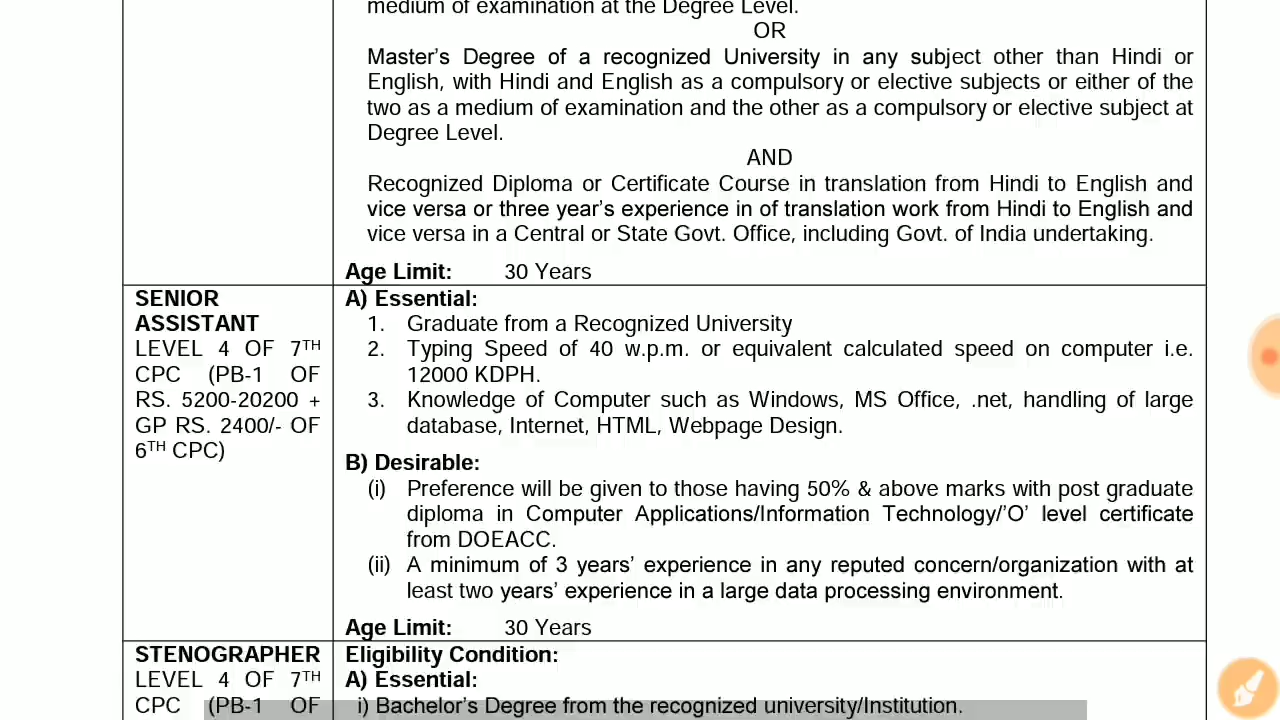 medium of examination at the Degree Level.
OR
Master's Degree of a recognized University in any subject other than Hindi or
English, with Hindi and English as a compulsory or elective subjects or either of the
two as a medium of examination and the other as a compulsory or elective subject at
Degree Level.
AND
Recognized Diploma or Certificate Course in translation from Hindi to English and
vice versa or three year's experience in of translation work from Hindi to English and
vice versa in a Central or State Govt. Office, including Govt. of India undertaking.
Age Limit: 30 Years
SENIOR
ASSISTANT
LEVEL 4 OF 7TH
CPC (PB-1 OF
RS. 5200-20200 +
GP RS. 2400/- OF
6TH CPC)
A) Essential:
1. Graduate from a Recognized University
2. Typing Speed of 40 w.p.m. or equivalent calculated speed on computer i.e.
12000 KDPH.
3. Knowledge of Computer such as Windows, MS Office, .net, handling of large
database, Internet, HTML, Webpage Design.
B) Desirable:
(i) Preference will be given to those having 50% & above marks with post graduate
diploma in Computer Applications/Information Technology/'O' level certificate
from DOEACC.
(ii) A minimum of 3 years' experience in any reputed concern/organization with at
least two years' experience in a large data processing environment.
Age Limit: 30 Years
STENOGRAPHER
LEVEL 4 OF 7TH
CPC (PB-1 OF
Eligibility Condition:
A) Essential:
i) Bachelor's Degree from the recognized university/Institution.